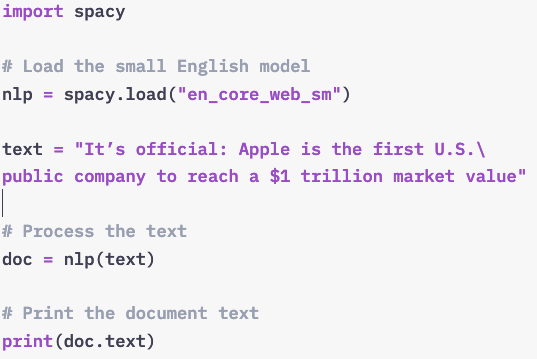 import spacy
# Load the small English model
nlp = spacy.load("en_core_web_sm")
text = "It’s official: Apple is the first U.S.\
public company to reach a $1 trillion market value"
# Process the text
doc = nlp(text)
# Print the document text
print(doc.text)